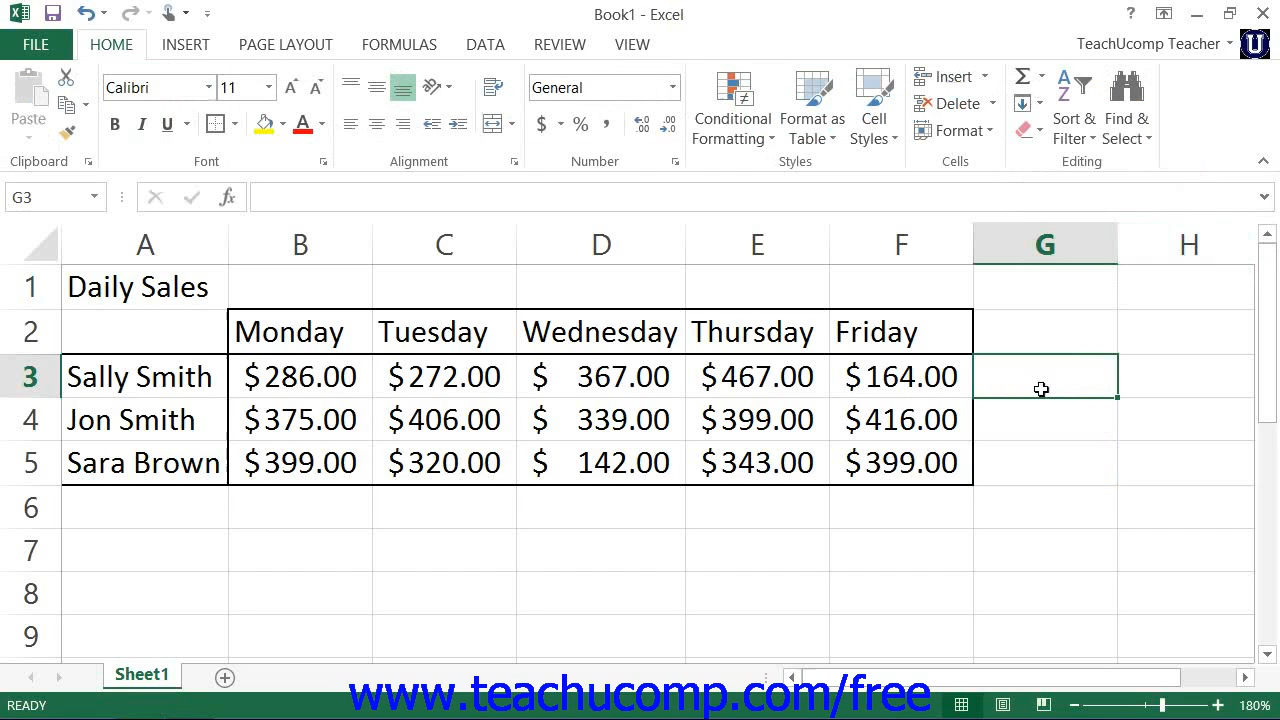 Book1 - Excel
?
FILE HOME INSERT PAGE LAYOUT FORMULAS DATA REVIEW VIEW TeachUcomp Teacher U
Paste
Calibri 11 A A
B I U A
General
$ % , .0 .00 .00 .0
Conditional Formatting
Format as Table
Cell Styles
Insert
Delete
Format
Σ
A Z
Sort & Filter
Find & Select
Clipboard Font Alignment Number Styles Cells Editing
G3 fx
A B C D E F G H
1 Daily Sales
2 Monday Tuesday Wednesday Thursday Friday
3 Sally Smith $286.00 $272.00 $ 367.00 $467.00 $164.00
4 Jon Smith $375.00 $406.00 $ 339.00 $399.00 $416.00
5 Sara Brown $399.00 $320.00 $ 142.00 $343.00 $399.00
6
7
8
9
Sheet1
www.teachucomp.com/free
READY 180%